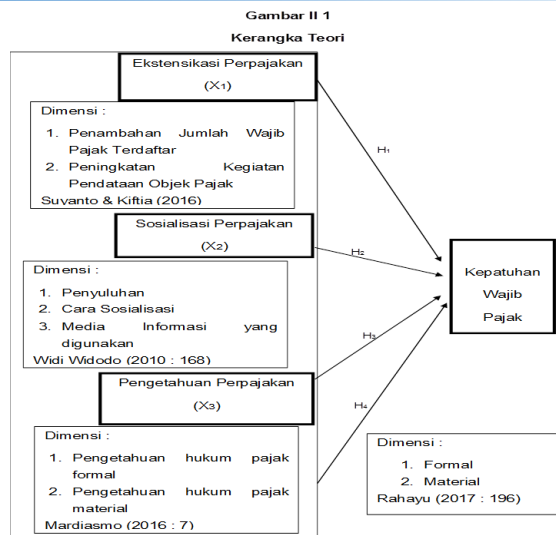 Gambar II 1
Kerangka Teori
Ekstensikasi Perpajakan
(X1)
Dimensi :
1. Penambahan Jumlah Wajib
Pajak Terdaftar
2. Peningkatan Kegiatan
Pendataan Objek Pajak
Suyanto & Kiftia (2016)
H1
Sosialisasi Perpajakan
(X2)
H2
Dimensi :
1. Penyuluhan
2. Cara Sosialisasi
3. Media Informasi yang
digunakan
Widi Widodo (2010 : 168)
Kepatuhan
Wajib
Pajak
H3
Pengetahuan Perpajakan
(X3)
H4
Dimensi :
1. Pengetahuan hukum pajak
formal
2. Pengetahuan hukum pajak
material
Mardiasmo (2016 : 7)
Dimensi :
1. Formal
2. Material
Rahayu (2017 : 196)